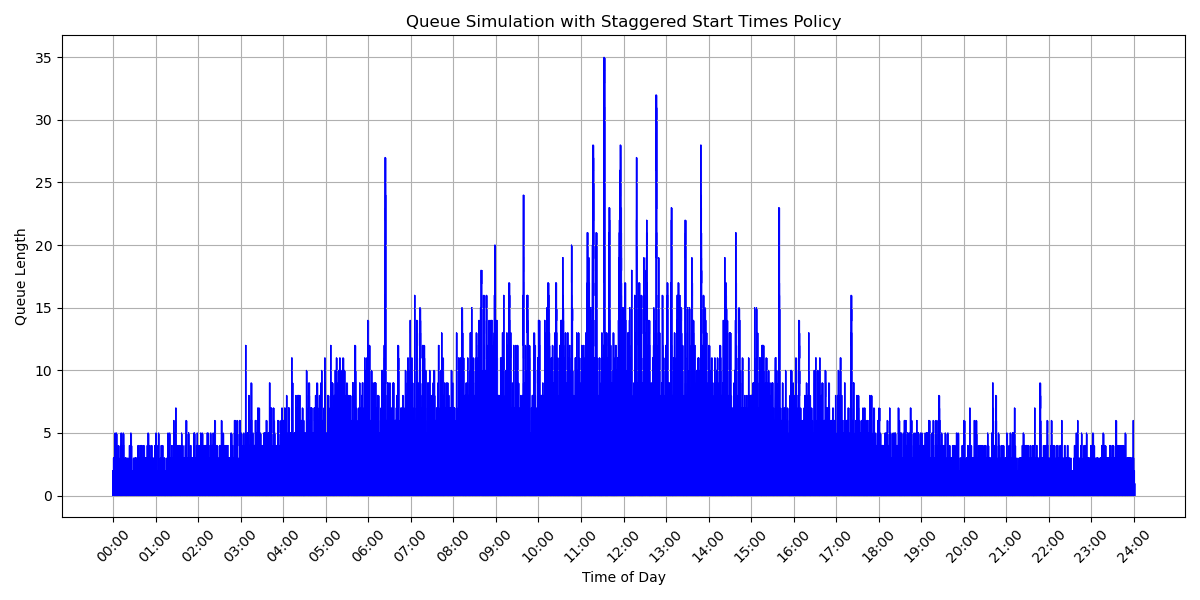 Queue Simulation with Staggered Start Times Policy
Queue Length
35
30
25
20
15
10
5
0
00:00 01:00 02:00 03:00 04:00 05:00 06:00 07:00 08:00 09:00 10:00 11:00 12:00 13:00 14:00 15:00 16:00 17:00 18:00 19:00 20:00 21:00 22:00 23:00 24:00
Time of Day